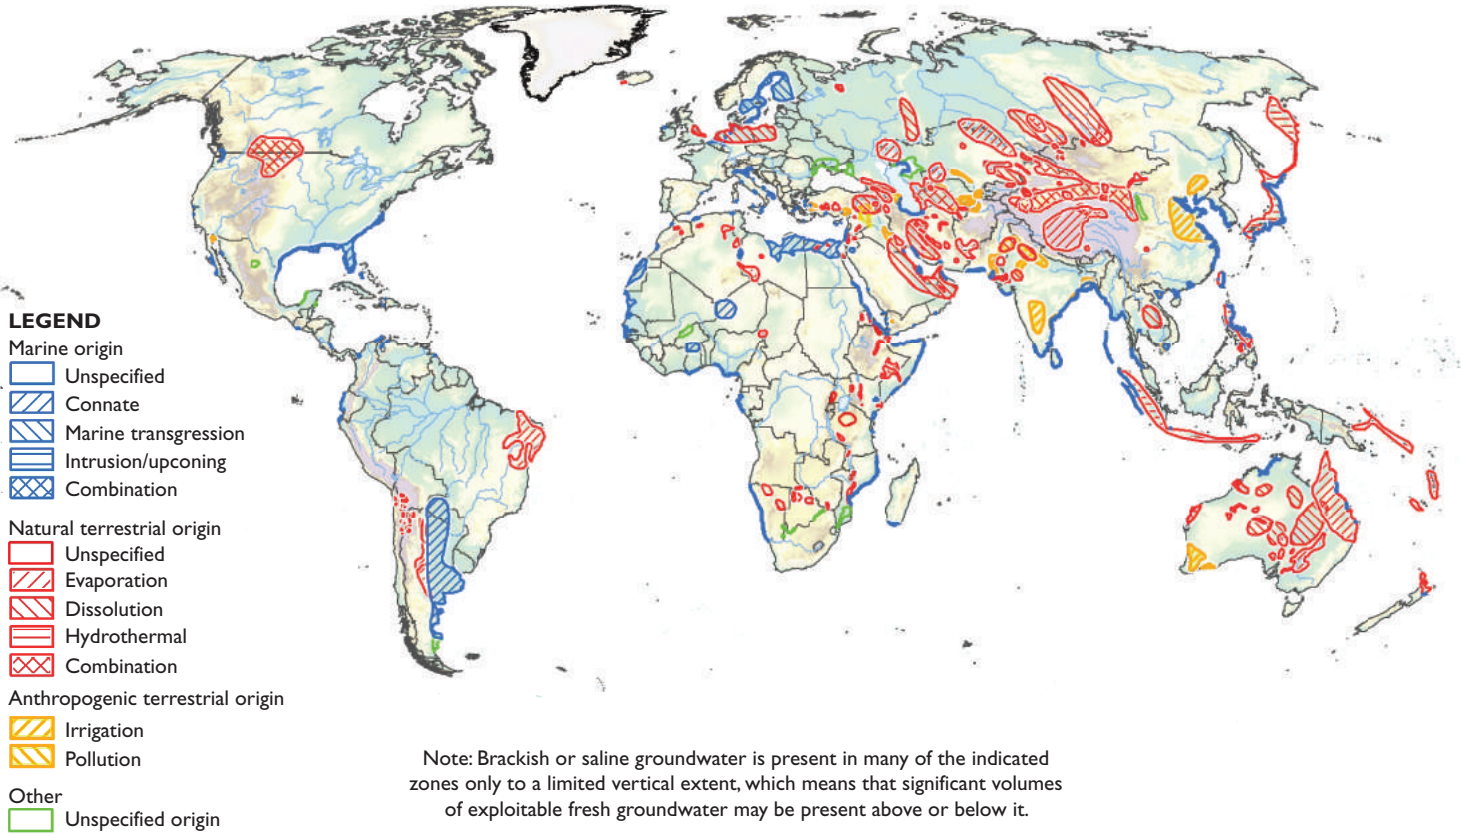 LEGEND
Marine origin
Unspecified
Connate
Marine transgression
Intrusion/upconing
Combination
Natural terrestrial origin
Unspecified
Evaporation
Dissolution
Hydrothermal
Combination
Anthropogenic terrestrial origin
Irrigation
Pollution
Other
Unspecified origin
Note: Brackish or saline groundwater is present in many of the indicated
zones only to a limited vertical extent, which means that significant volumes
of exploitable fresh groundwater may be present above or below it.